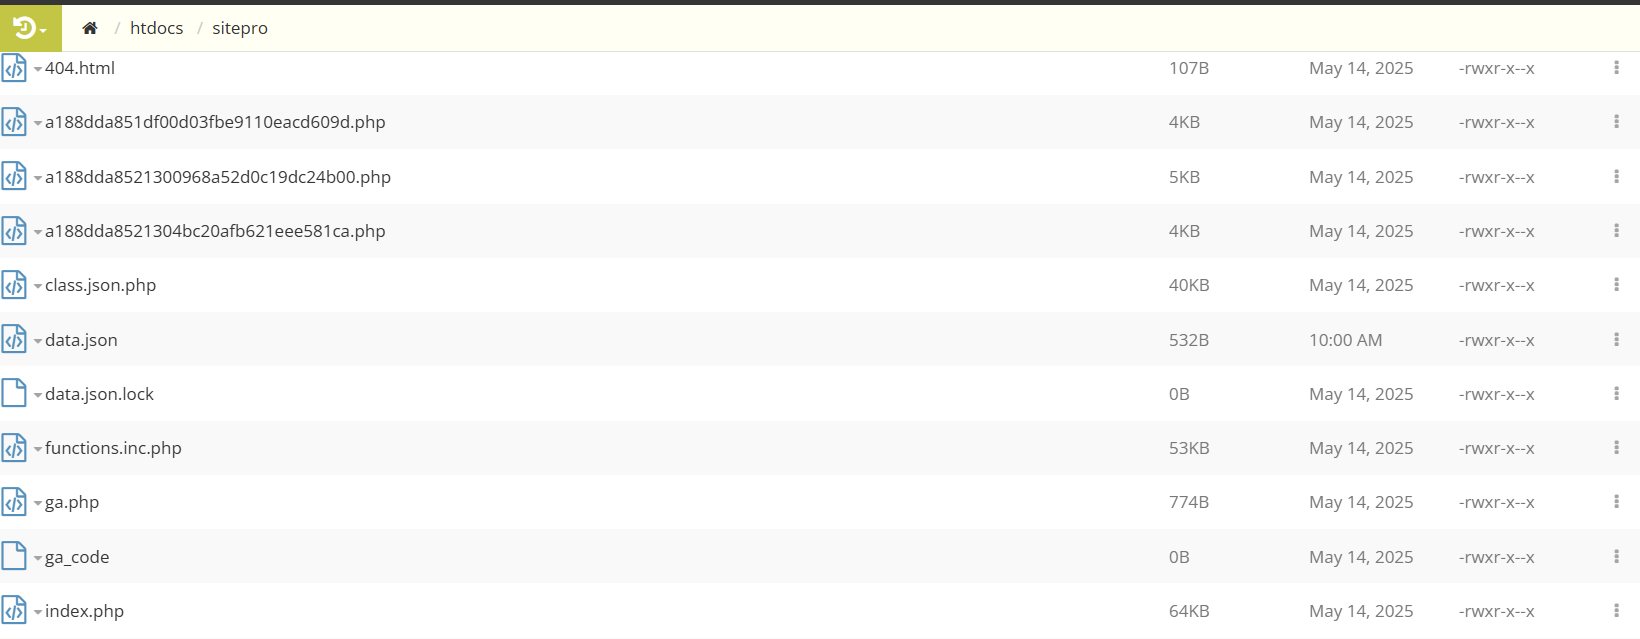 / htdocs / sitepro
404.html 107B May 14, 2025 -rwxr-x--x
a188dda851df00d03fbe9110eacd609d.php 4KB May 14, 2025 -rwxr-x--x
a188dda8521300968a52d0c19dc24b00.php 5KB May 14, 2025 -rwxr-x--x
a188dda8521304bc20afb621eee581ca.php 4KB May 14, 2025 -rwxr-x--x
class.json.php 40KB May 14, 2025 -rwxr-x--x
data.json 532B 10:00 AM -rwxr-x--x
data.json.lock 0B May 14, 2025 -rwxr-x--x
functions.inc.php 53KB May 14, 2025 -rwxr-x--x
ga.php 774B May 14, 2025 -rwxr-x--x
ga_code 0B May 14, 2025 -rwxr-x--x
index.php 64KB May 14, 2025 -rwxr-x--x